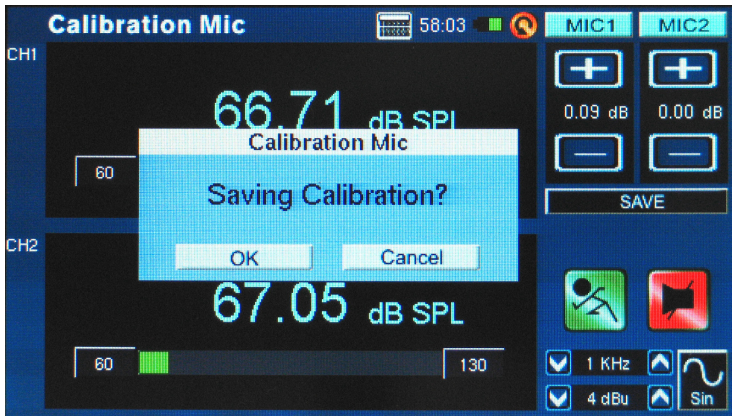 Calibration Mic
58:03
MIC1 MIC2
CH1
66.71 dB SPL
0.09 dB 0.00 dB
Calibration Mic
60
Saving Calibration?
SAVE
OK Cancel
CH2
67.05 dB SPL
60 130
1 KHz
4 dBu
Sin